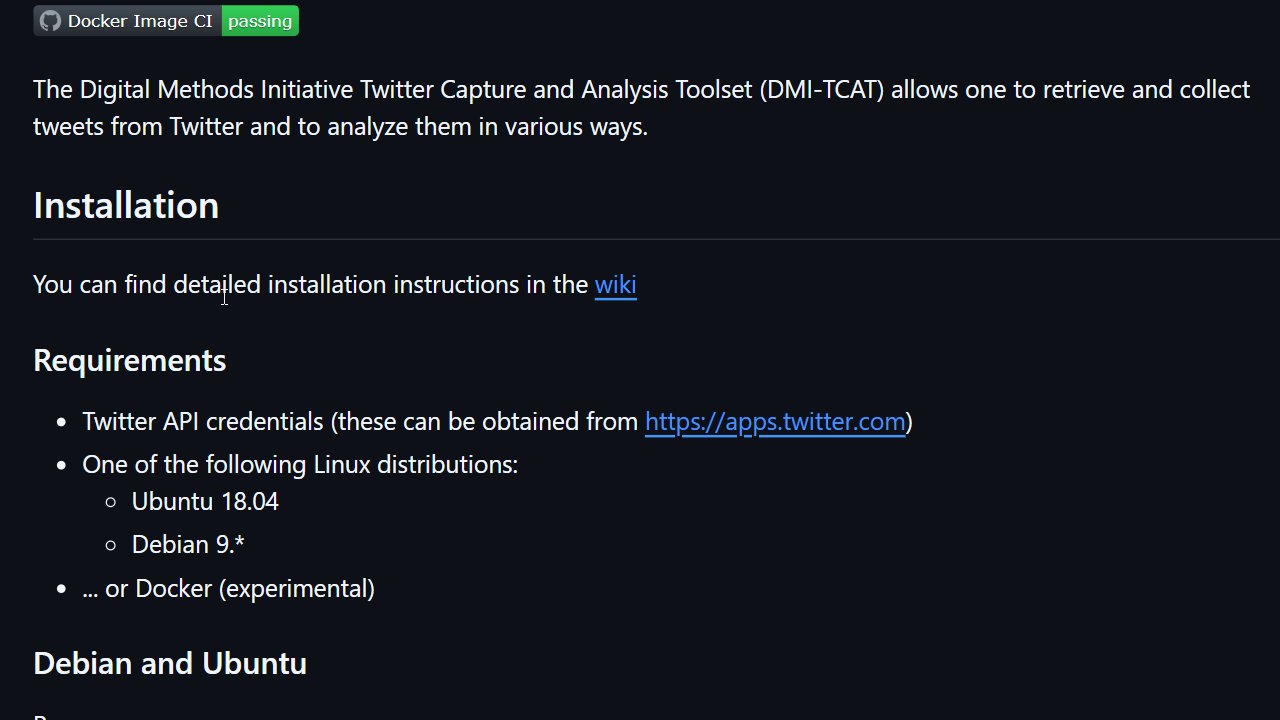 Docker Image CI passing
The Digital Methods Initiative Twitter Capture and Analysis Toolset (DMI-TCAT) allows one to retrieve and collect
tweets from Twitter and to analyze them in various ways.
Installation
You can find detailed installation instructions in the wiki
Requirements
• Twitter API credentials (these can be obtained from https://apps.twitter.com)
• One of the following Linux distributions:
○ Ubuntu 18.04
○ Debian 9.*
• ... or Docker (experimental)
Debian and Ubuntu